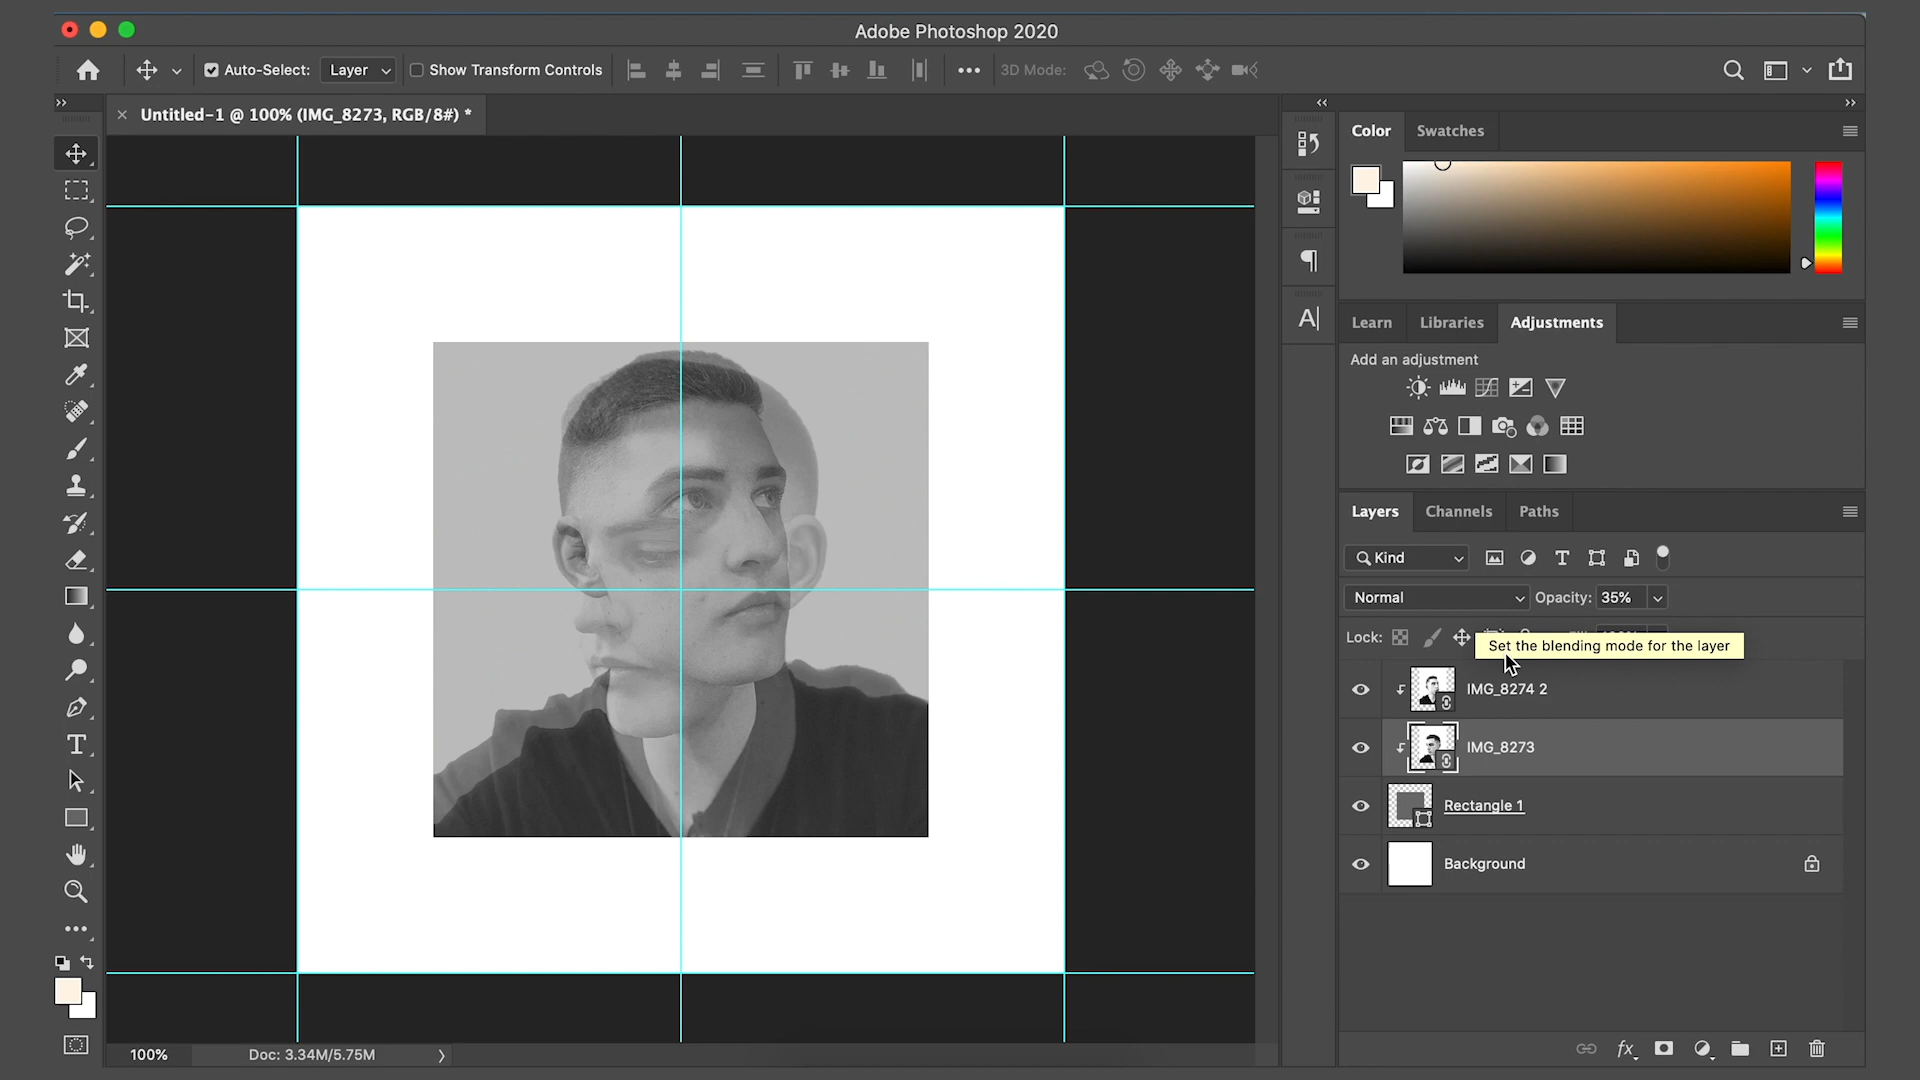 Adobe Photoshop 2020
Auto-Select: Layer Show Transform Controls 3D Mode:
Untitled-1 @ 100% (IMG_8273, RGB/8#) *
Color Swatches
Learn Libraries Adjustments
Add an adjustment
Layers Channels Paths
Kind
Normal Opacity: 35%
Lock:
Set the blending mode for the layer
IMG_8274 2
IMG_8273
Rectangle 1
Background
100% Doc: 3.34M/5.75M
fx